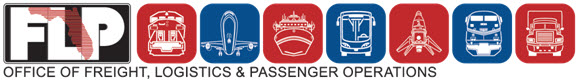 FLP
OFFICE OF FREIGHT, LOGISTICS & PASSENGER OPERATIONS